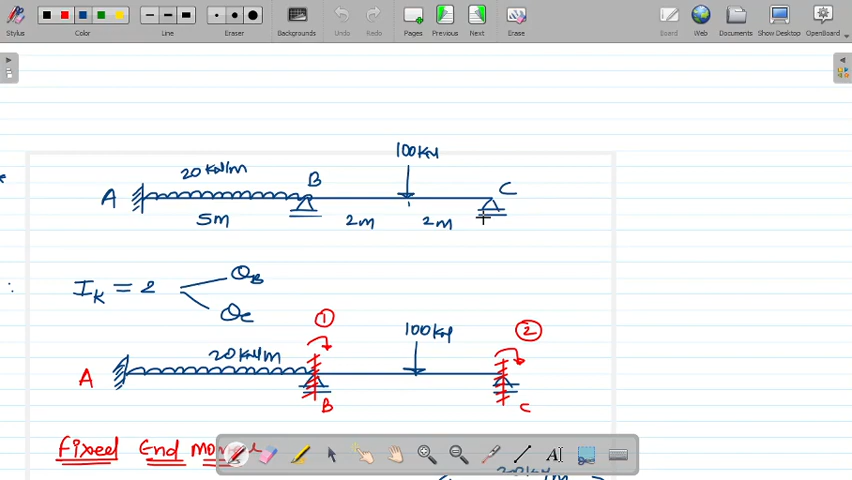 Stylus Color Line Eraser Backgrounds Undo Redo Pages Previous Next Erase Board Web Documents Show Desktop OpenBoard
100kN
20kN/m B C
A
5m 2m 2m
IK = 2 θB
θC
① ②
20kN/m 100kN
A
B C
Fixed End Mom